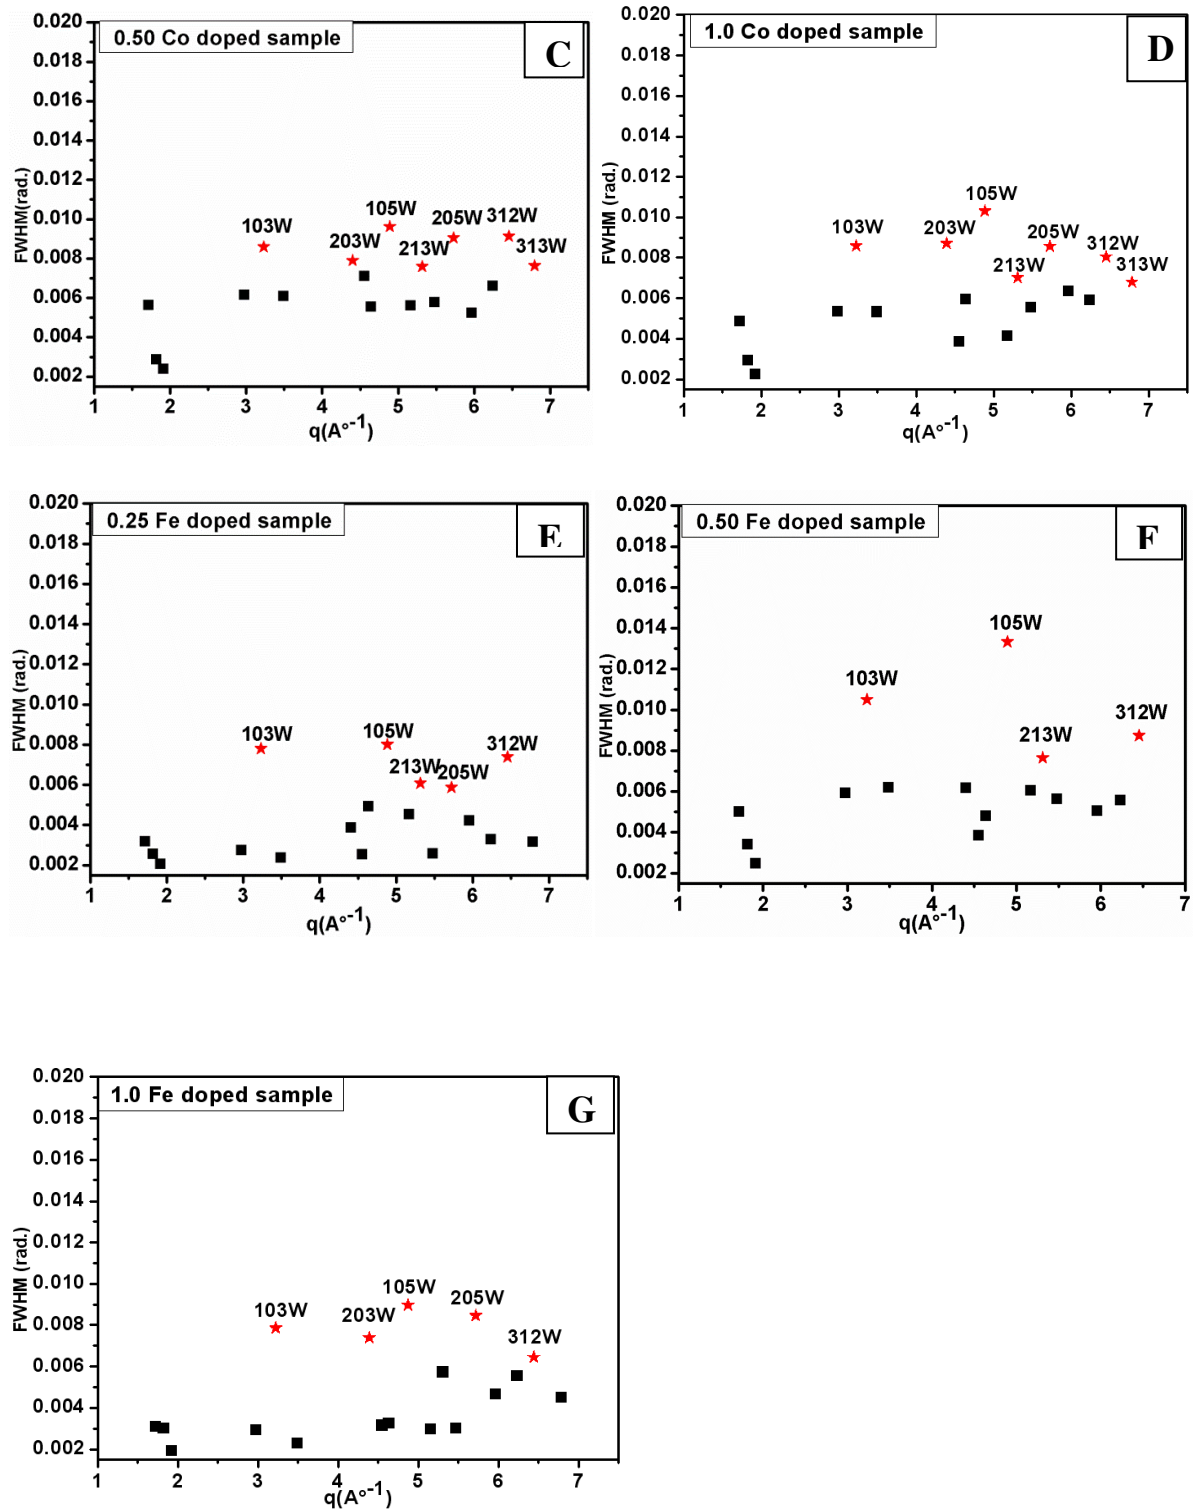 0.50 Co doped sample
C
FWHM(rad.)
0.020
0.018
0.016
0.014
0.012
0.010
0.008
0.006
0.004
0.002
103W
203W
105W
213W
205W
312W
313W
1 2 3 4 5 6 7
q(A°-1)
1.0 Co doped sample
D
FWHM (rad.)
0.020
0.018
0.016
0.014
0.012
0.010
0.008
0.006
0.004
0.002
103W
203W
105W
213W
205W
312W
313W
1 2 3 4 5 6 7
q(A°-1)
0.25 Fe doped sample
E
FWHM (rad.)
0.020
0.018
0.016
0.014
0.012
0.010
0.008
0.006
0.004
0.002
103W
105W
213W
205W
312W
1 2 3 4 5 6 7
q(A°-1)
0.50 Fe doped sample
F
FWHM (rad.)
0.020
0.018
0.016
0.014
0.012
0.010
0.008
0.006
0.004
0.002
103W
105W
213W
312W
1 2 3 4 5 6 7
q(A°-1)
1.0 Fe doped sample
G
FWHM (rad.)
0.020
0.018
0.016
0.014
0.012
0.010
0.008
0.006
0.004
0.002
103W
203W
105W
205W
312W
1 2 3 4 5 6 7
q(A°-1)